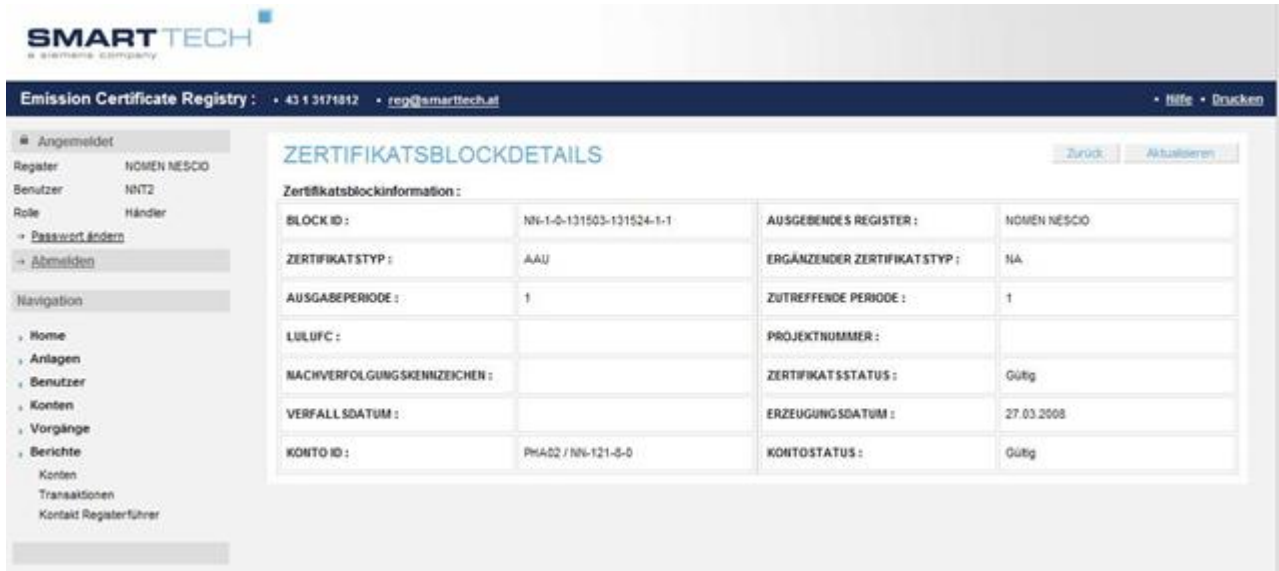 SMART TECH
a siemens company
Emission Certificate Registry : • 43 1 3171812 • reg@smarttech.at • Hilfe • Drucken
Angemeldet
Register NOMEN NESCIO
Benutzer NNT2
Rolle Händler
Passwort ändern
Abmelden
Navigation
Home
Anlagen
Benutzer
Konten
Vorgänge
Berichte
Konten
Transaktionen
Kontakt Registerführer
ZERTIFIKATSBLOCKDETAILS Zurück Aktualisieren
Zertifikatsblockinformation :
BLOCK ID : NN-1-0-131503-131524-1-1 AUSGEBENDES REGISTER : NOMEN NESCIO
ZERTIFIKATSTYP : AAU ERGÄNZENDER ZERTIFIKATSTYP : NA
AUSGABEPERIODE : 1 ZUTREFFENDE PERIODE : 1
LULUFC : PROJEKTNUMMER :
NACHVERFOLGUNGSKENNZEICHEN : ZERTIFIKATSSTATUS : Gültig
VERFALLSDATUM : ERZEUGUNGSDATUM : 27.03.2008
KONTO ID : PHA02 / NN-121-8-0 KONTOSTATUS : Gültig